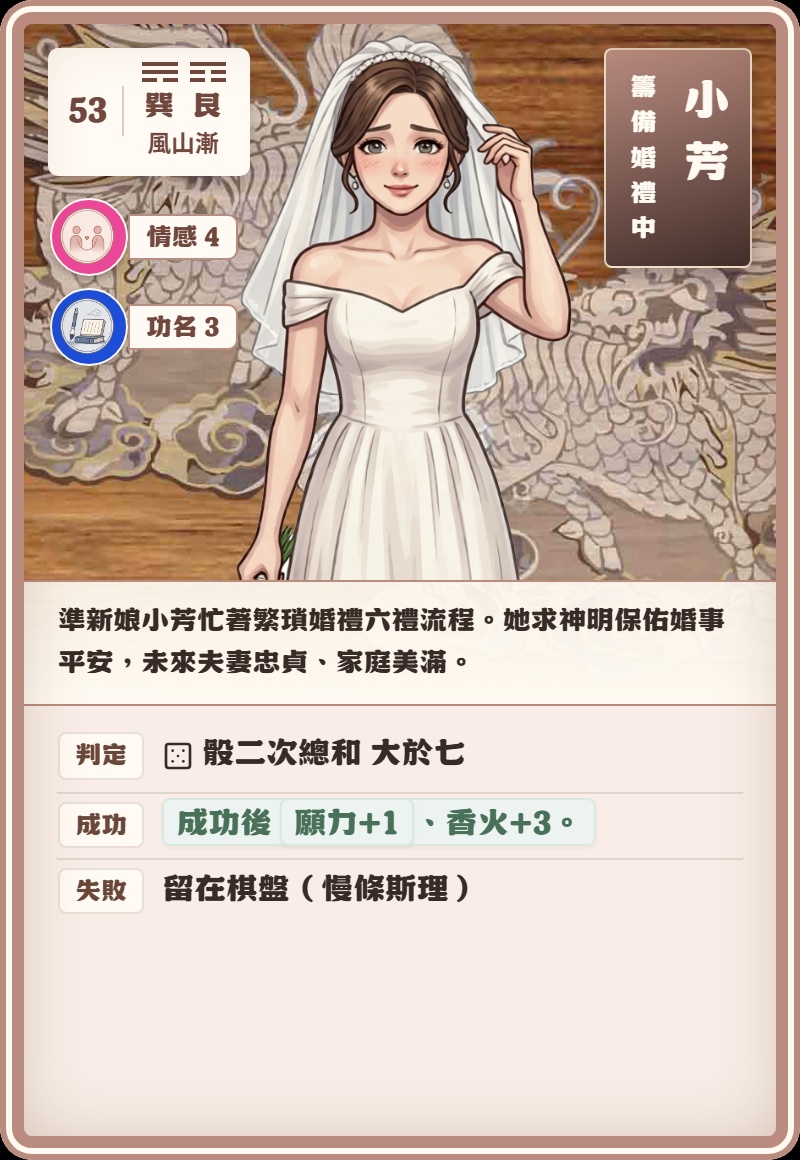 53
巽 艮
風山漸
小芳
籌備婚禮中
情感 4
功名 3
準新娘小芳忙著繁瑣婚禮六禮流程。她求神明保佑婚事
平安，未來夫妻忠貞、家庭美滿。
判定 骰二次總和 大於七
成功 成功後 願力+1 、香火+3。
失敗 留在棋盤（慢條斯理）